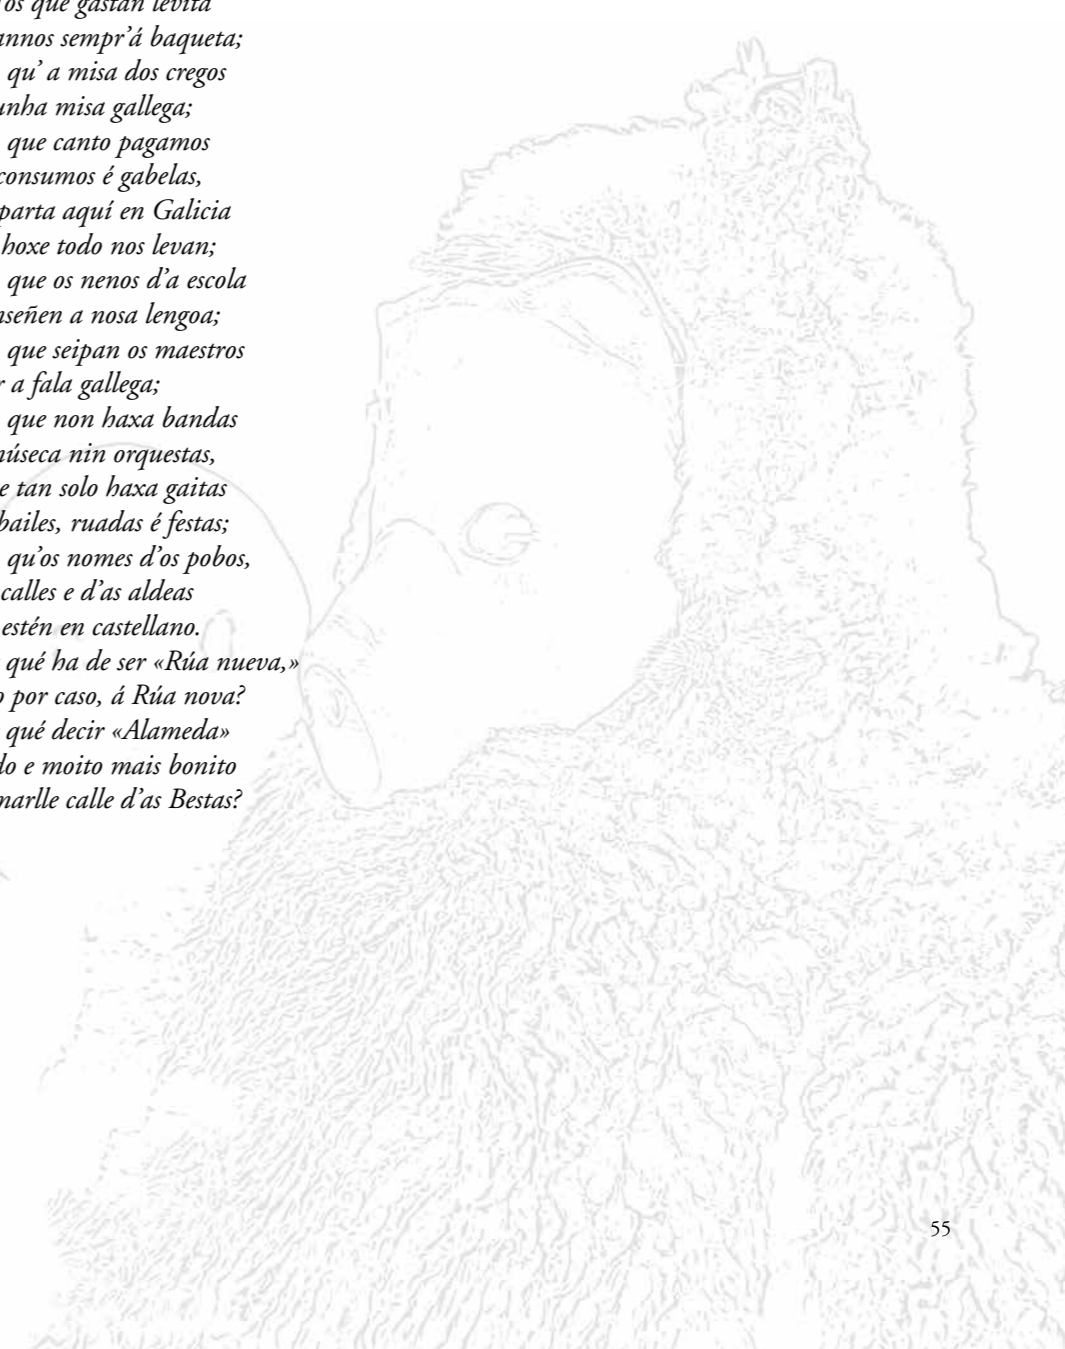 os que gastan levita
annos sempr'á baqueta;
qu' a misa dos cregos
unha misa gallega;
que canto pagamos
consumos é gabelas,
parta aquí en Galicia
hoxe todo nos levan;
que os nenos d'a escola
nseñen a nosa lengoa;
que seipan os maestros
r a fala gallega;
que non haxa bandas
núseca nin orquestas,
e tan solo haxa gaitas
bailes, ruadas é festas;
qu'os nomes d'os pobos,
calles e d'as aldeas
estén en castellano.
qué ha de ser «Rúa nueva,»
o por caso, á Rúa nova?
qué decir «Alameda»
do e moito mais bonito
marlle calle d'as Bestas?
55